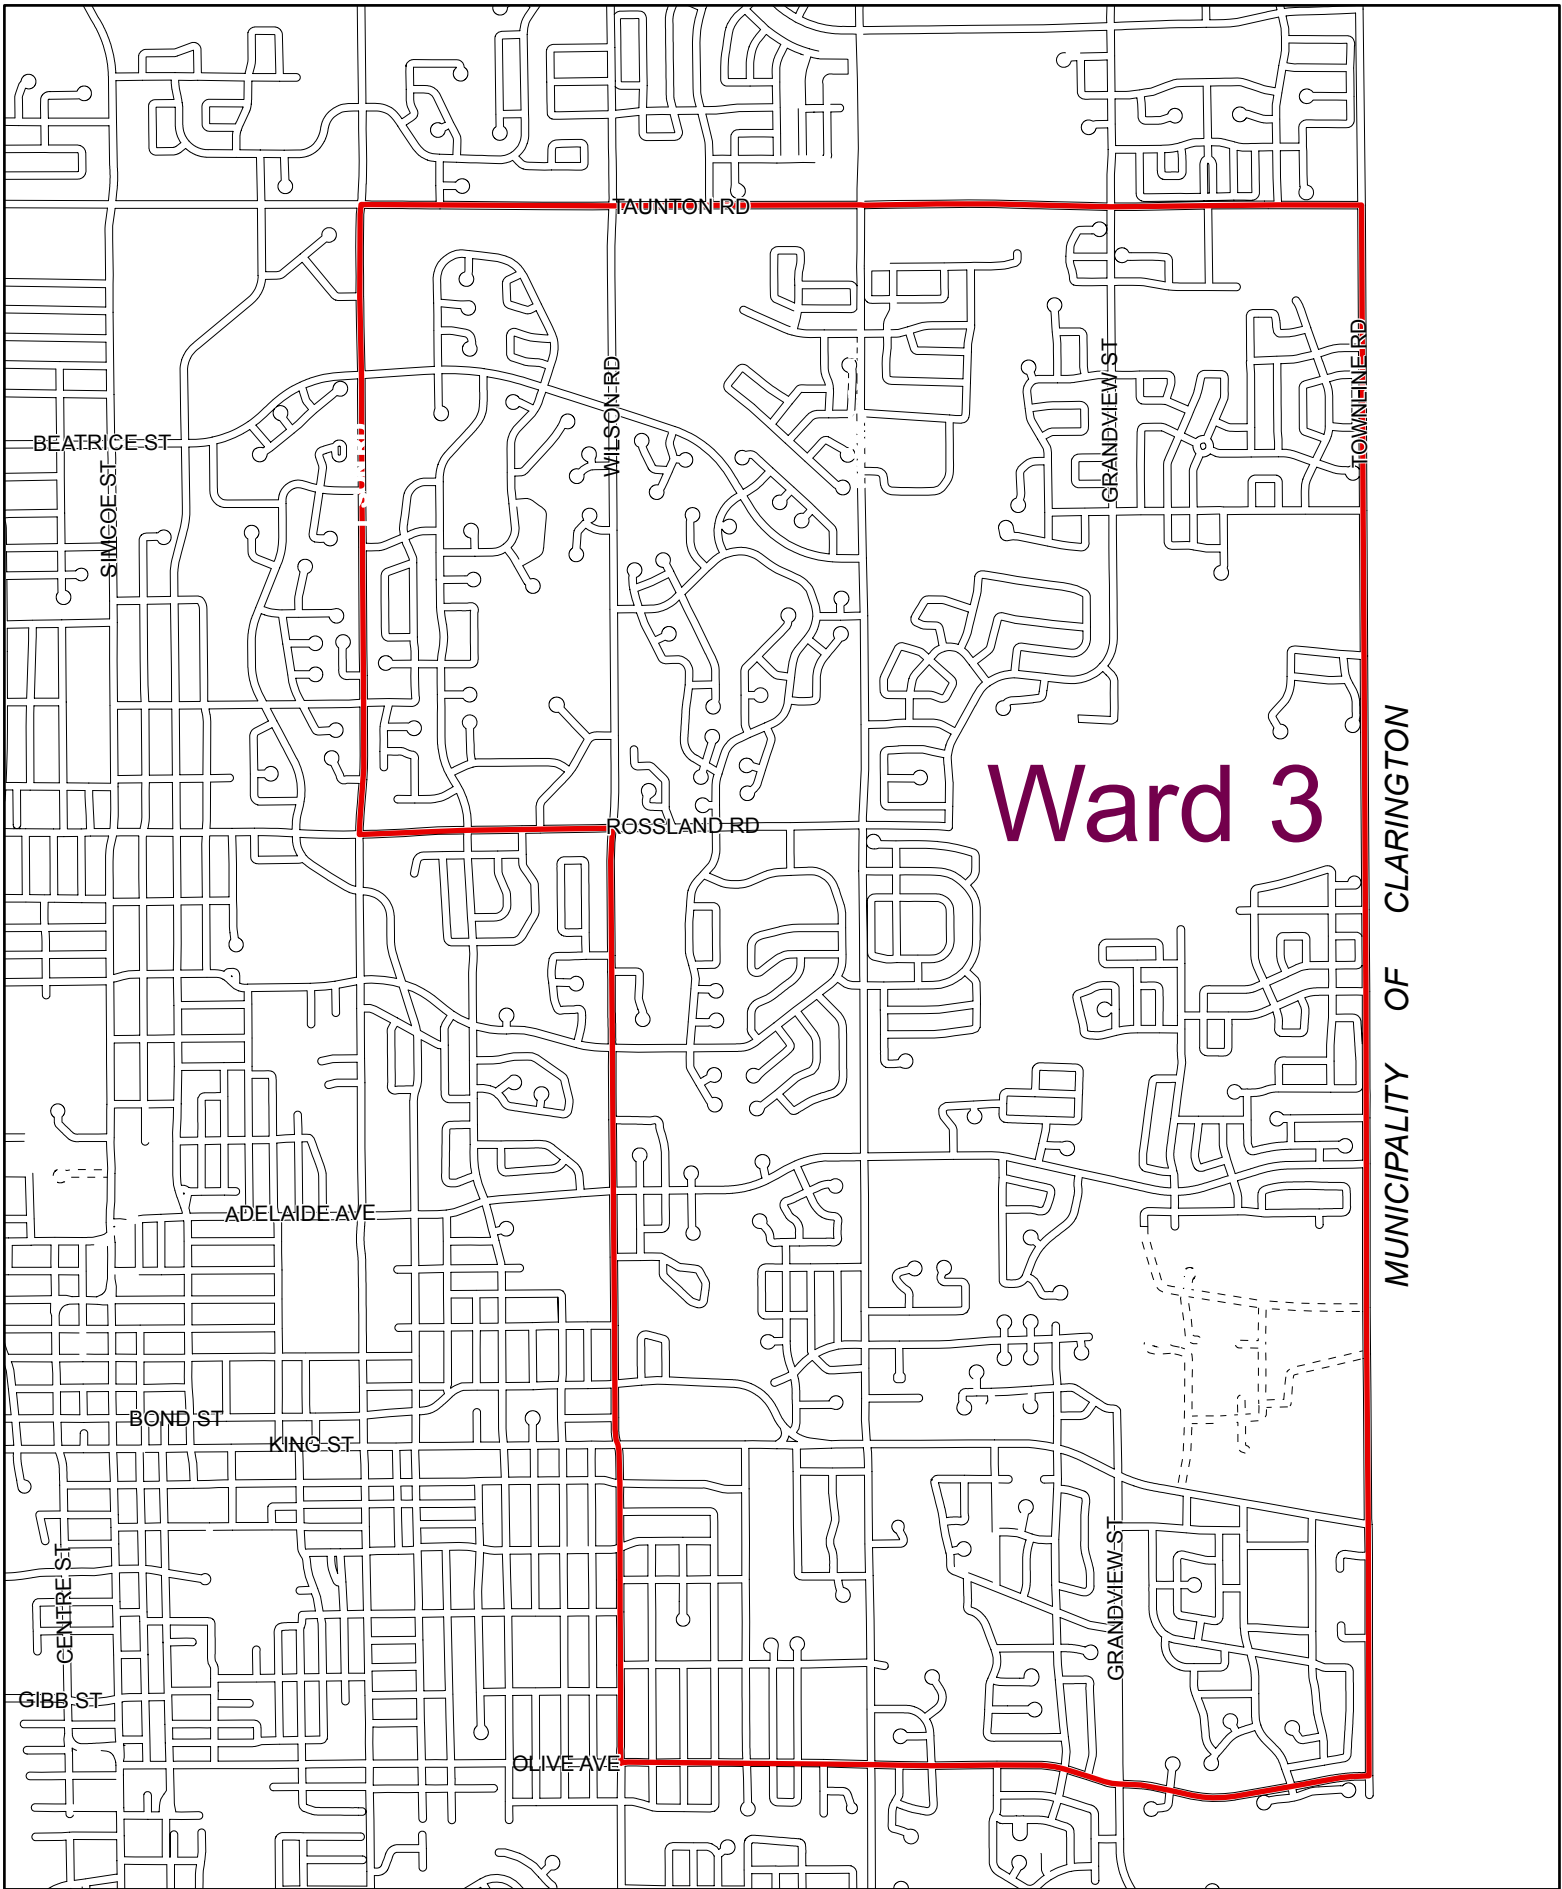 TAUNTON RD
WILSON RD
GRANDVIEW ST
TOWNLINE RD
BEATRICE ST
SIMCOE ST
ROSSLAND RD
Ward 3
MUNICIPALITY OF CLARINGTON
ADELAIDE AVE
BOND ST
KING ST
CENTRE ST
GRANDVIEW ST
GIBB ST
OLIVE AVE